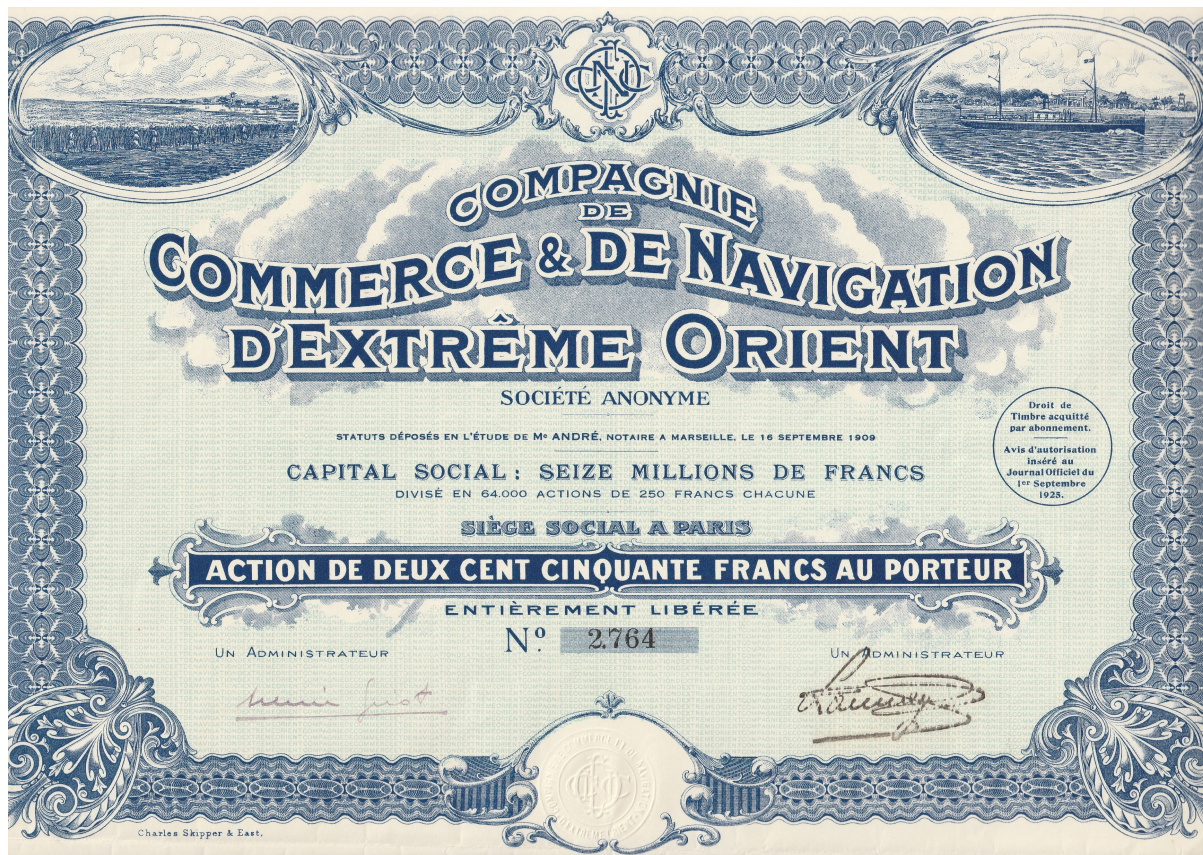 COMPAGNIE
DE
COMMERCE & DE NAVIGATION
D'EXTRÊME ORIENT
SOCIÉTÉ ANONYME
STATUTS DÉPOSÉS EN L'ÉTUDE DE Me ANDRÉ, NOTAIRE A MARSEILLE, LE 16 SEPTEMBRE 1909
CAPITAL SOCIAL : SEIZE MILLIONS DE FRANCS
DIVISÉ EN 64.000 ACTIONS DE 250 FRANCS CHACUNE
Droit de
Timbre acquitté
par abonnement.
Avis d'autorisation
inséré au
Journal Officiel du
1er Septembre
1925.
SIÈGE SOCIAL A PARIS
ACTION DE DEUX CENT CINQUANTE FRANCS AU PORTEUR
ENTIÈREMENT LIBÉRÉE
No. 2.764
UN ADMINISTRATEUR
UN ADMINISTRATEUR
Charles Skipper & East.